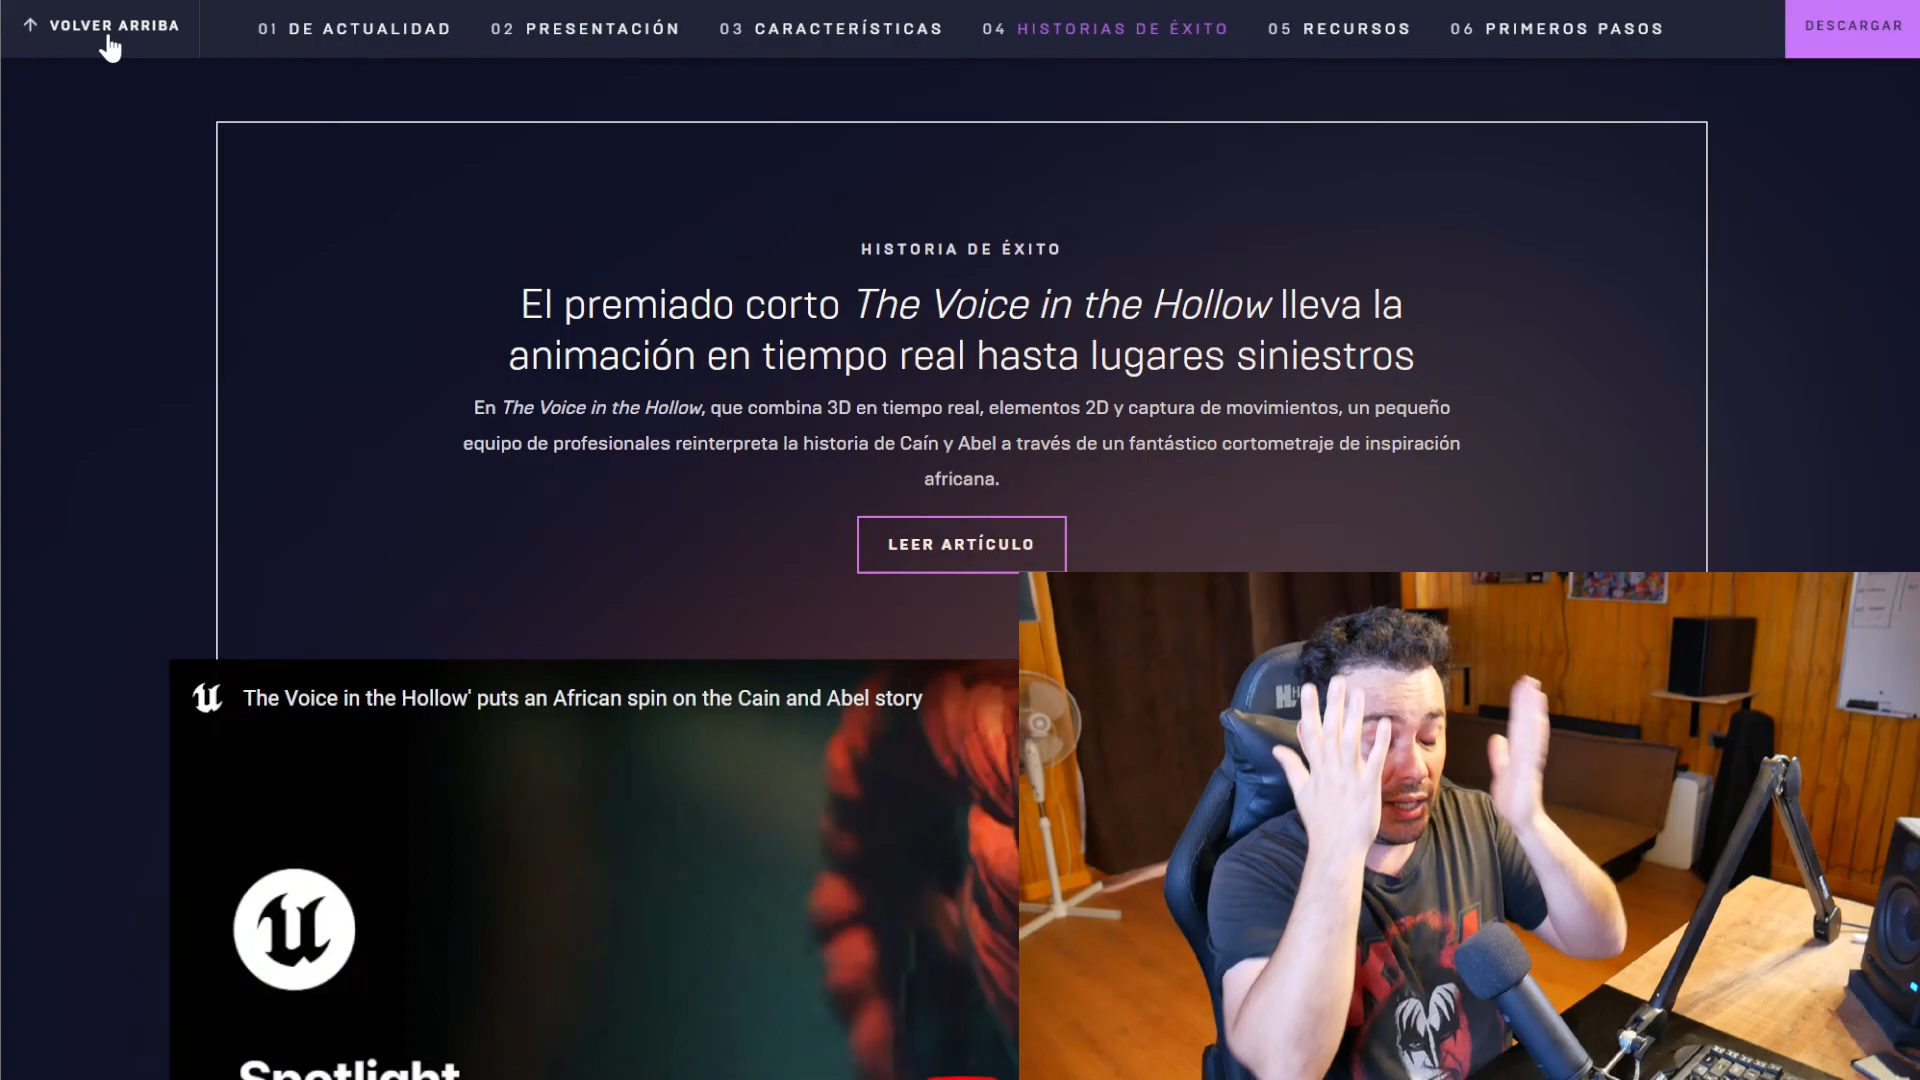 VOLVER ARRIBA
01 DE ACTUALIDAD
02 PRESENTACIÓN
03 CARACTERÍSTICAS
04 HISTORIAS DE ÉXITO
05 RECURSOS
06 PRIMEROS PASOS
DESCARGAR
HISTORIA DE ÉXITO
El premiado corto The Voice in the Hollow lleva la
animación en tiempo real hasta lugares siniestros
En The Voice in the Hollow, que combina 3D en tiempo real, elementos 2D y captura de movimientos, un pequeño
equipo de profesionales reinterpreta la historia de Caín y Abel a través de un fantástico cortometraje de inspiración
africana.
LEER ARTÍCULO
The Voice in the Hollow' puts an African spin on the Cain and Abel story
Spotlight